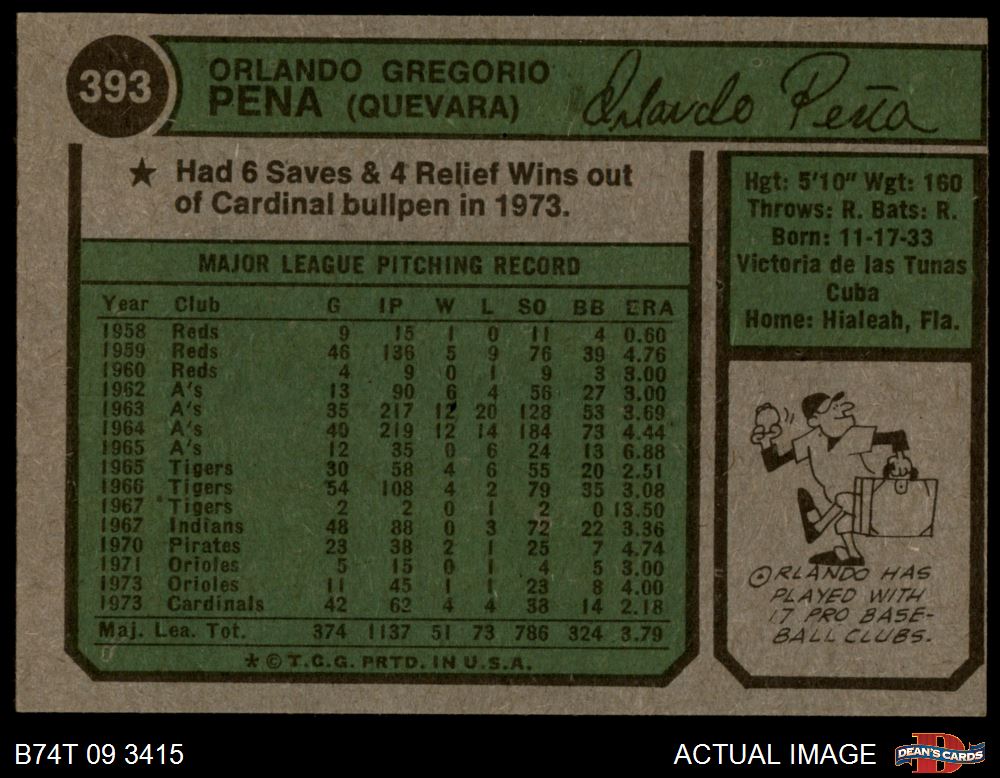 393
ORLANDO GREGORIO
PENA (QUEVARA)
Orlando Peña
★ Had 6 Saves & 4 Relief Wins out
of Cardinal bullpen in 1973.
MAJOR LEAGUE PITCHING RECORD
Year Club G IP W L SO BB ERA
1958 Reds 9 15 1 0 11 4 0.60
1959 Reds 46 136 5 9 76 39 4.76
1960 Reds 4 9 0 1 9 3 3.00
1962 A's 13 90 6 4 56 27 3.00
1963 A's 35 217 12 20 128 53 3.69
1964 A's 40 219 12 14 184 73 4.44
1965 A's 12 35 0 6 24 13 6.88
1965 Tigers 30 58 4 6 55 20 2.51
1966 Tigers 54 108 4 2 79 35 3.08
1967 Tigers 2 2 0 1 2 0 13.50
1967 Indians 48 88 0 3 72 22 3.36
1970 Pirates 23 38 2 1 25 7 4.74
1971 Orioles 5 15 0 1 4 5 3.00
1973 Orioles 11 45 1 1 23 8 4.00
1973 Cardinals 42 62 4 4 38 14 2.18
Maj. Lea. Tot. 374 1137 51 73 786 324 3.79
* © T.C.G. PRTD. IN U.S.A.
Hgt: 5'10" Wgt: 160
Throws: R. Bats: R.
Born: 11-17-33
Victoria de las Tunas
Cuba
Home: Hialeah, Fla.
ORLANDO HAS
PLAYED WITH
17 PRO BASE-
BALL CLUBS.
B74T 09 3415
ACTUAL IMAGE
DEAN'S CARDS